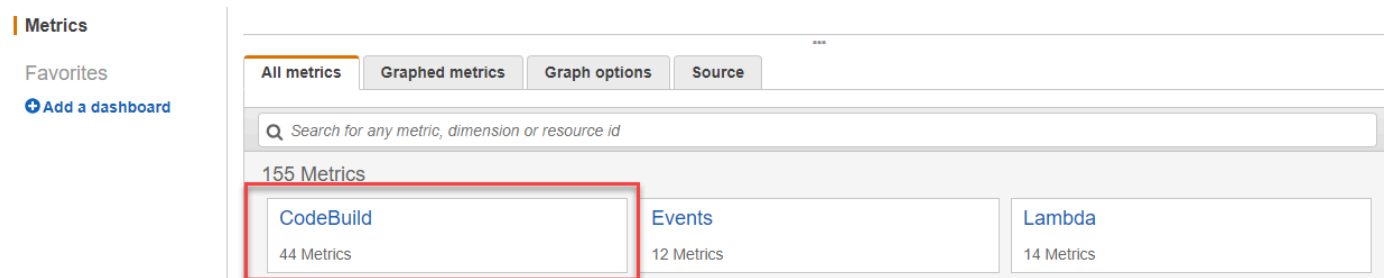 Metrics
Favorites
Add a dashboard
All metrics Graphed metrics Graph options Source
Search for any metric, dimension or resource id
155 Metrics
CodeBuild Events Lambda
44 Metrics 12 Metrics 14 Metrics